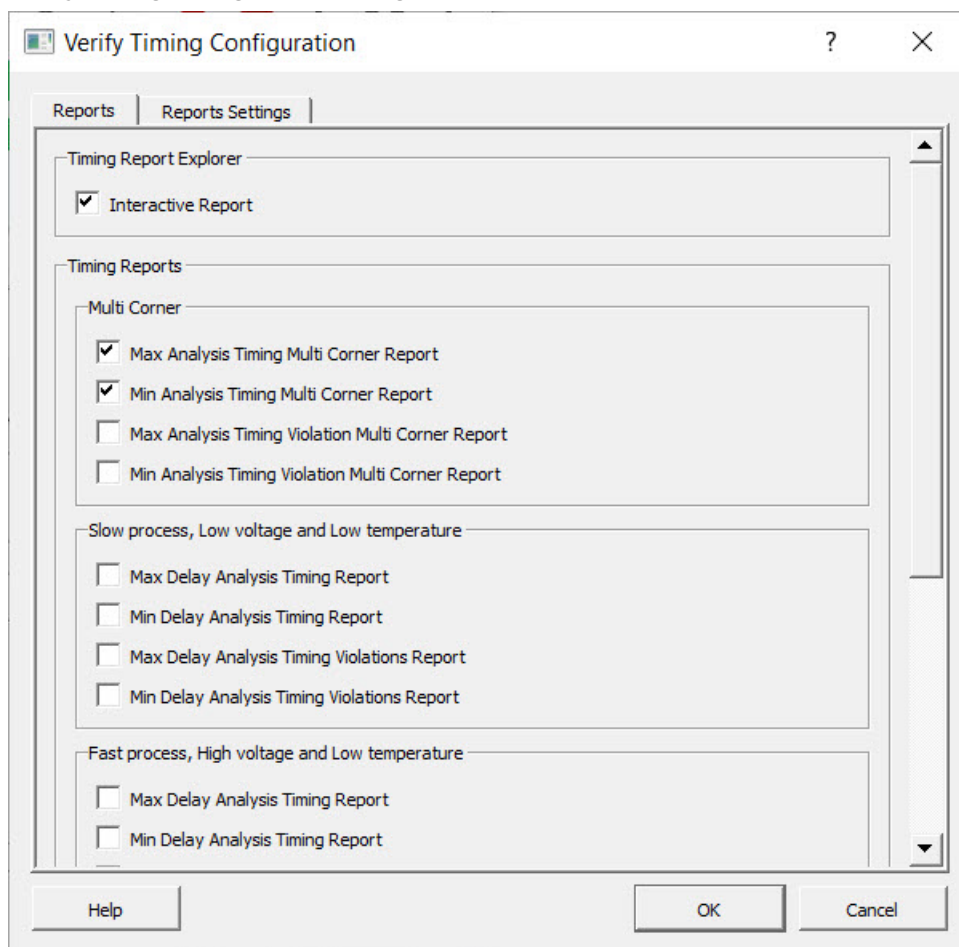 Verify Timing Configuration
?
Reports
Reports Settings
Timing Report Explorer
Interactive Report
Timing Reports
Multi Corner
Max Analysis Timing Multi Corner Report
Min Analysis Timing Multi Corner Report
Max Analysis Timing Violation Multi Corner Report
Min Analysis Timing Violation Multi Corner Report
Slow process, Low voltage and Low temperature
Max Delay Analysis Timing Report
Min Delay Analysis Timing Report
Max Delay Analysis Timing Violations Report
Min Delay Analysis Timing Violations Report
Fast process, High voltage and Low temperature
Max Delay Analysis Timing Report
Min Delay Analysis Timing Report
Help
OK
Cancel